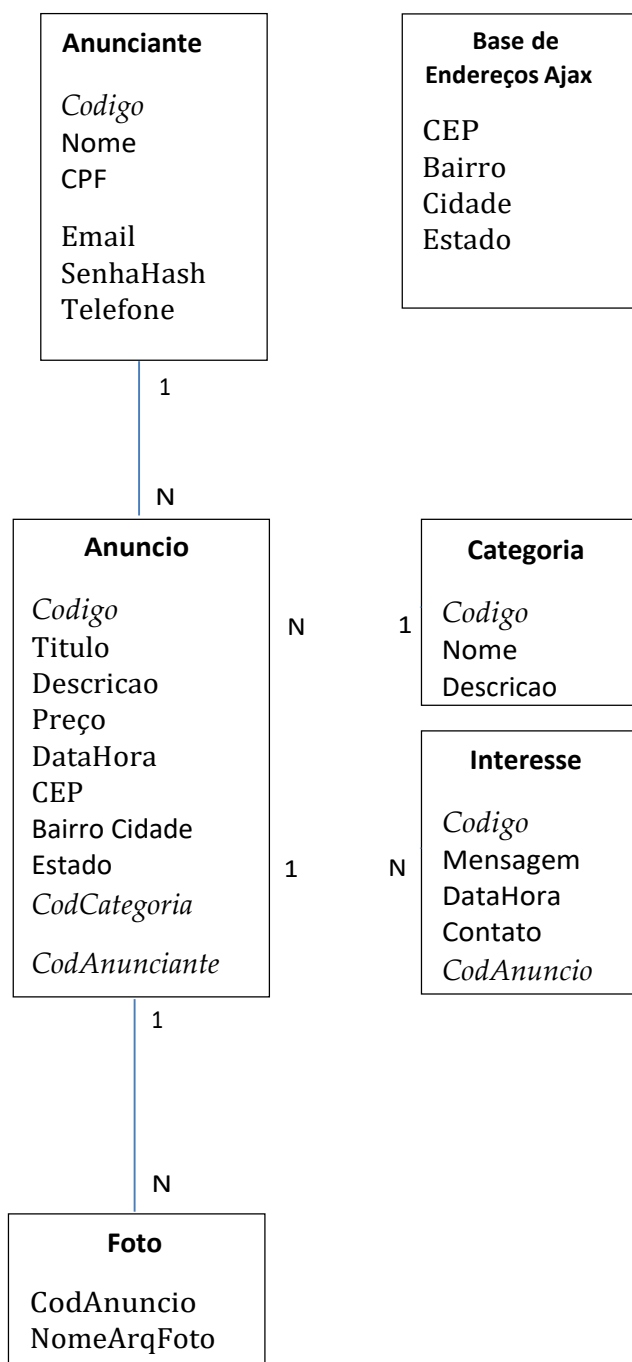 Anunciante
Codigo
Nome
CPF
Email
SenhaHash
Telefone
Base de
Endereços Ajax
CEP
Bairro
Cidade
Estado
1
N
Anuncio
Codigo
Titulo
Descricao
Preço
DataHora
CEP
Bairro Cidade
Estado
CodCategoria
CodAnunciante
N
1
Categoria
Codigo
Nome
Descricao
1
N
Interesse
Codigo
Mensagem
DataHora
Contato
CodAnuncio
1
N
Foto
CodAnuncio
NomeArqFoto